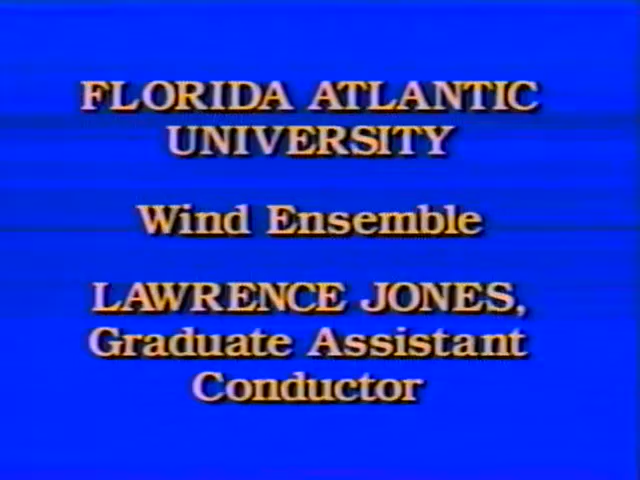 FLORIDA ATLANTIC
UNIVERSITY
Wind Ensemble
LAWRENCE JONES,
Graduate Assistant
Conductor